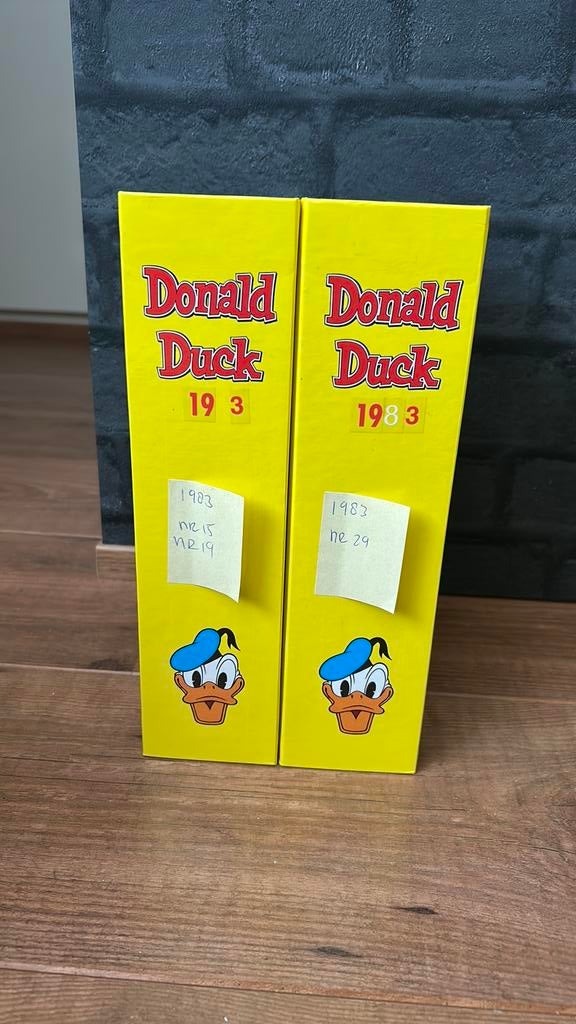 Donald
Duck
19 3
1983
nr 15
NR 19
Donald
Duck
1983
1983
nr 29